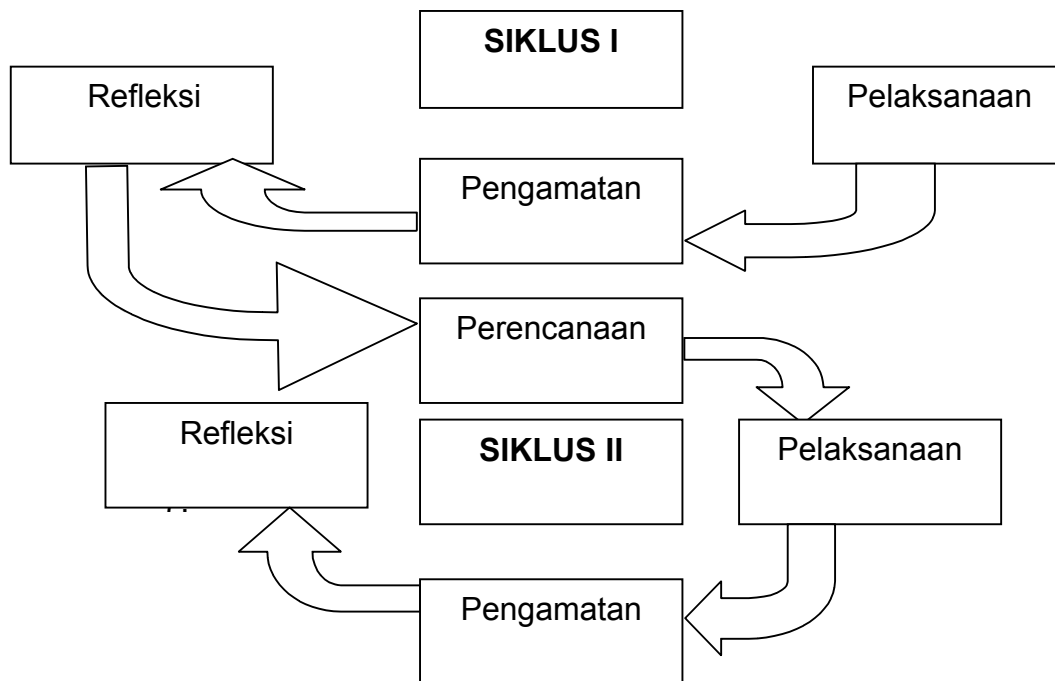 SIKLUS I
Refleksi
Pelaksanaan
Pengamatan
Perencanaan
Refleksi
SIKLUS II
Pelaksanaan
Pengamatan